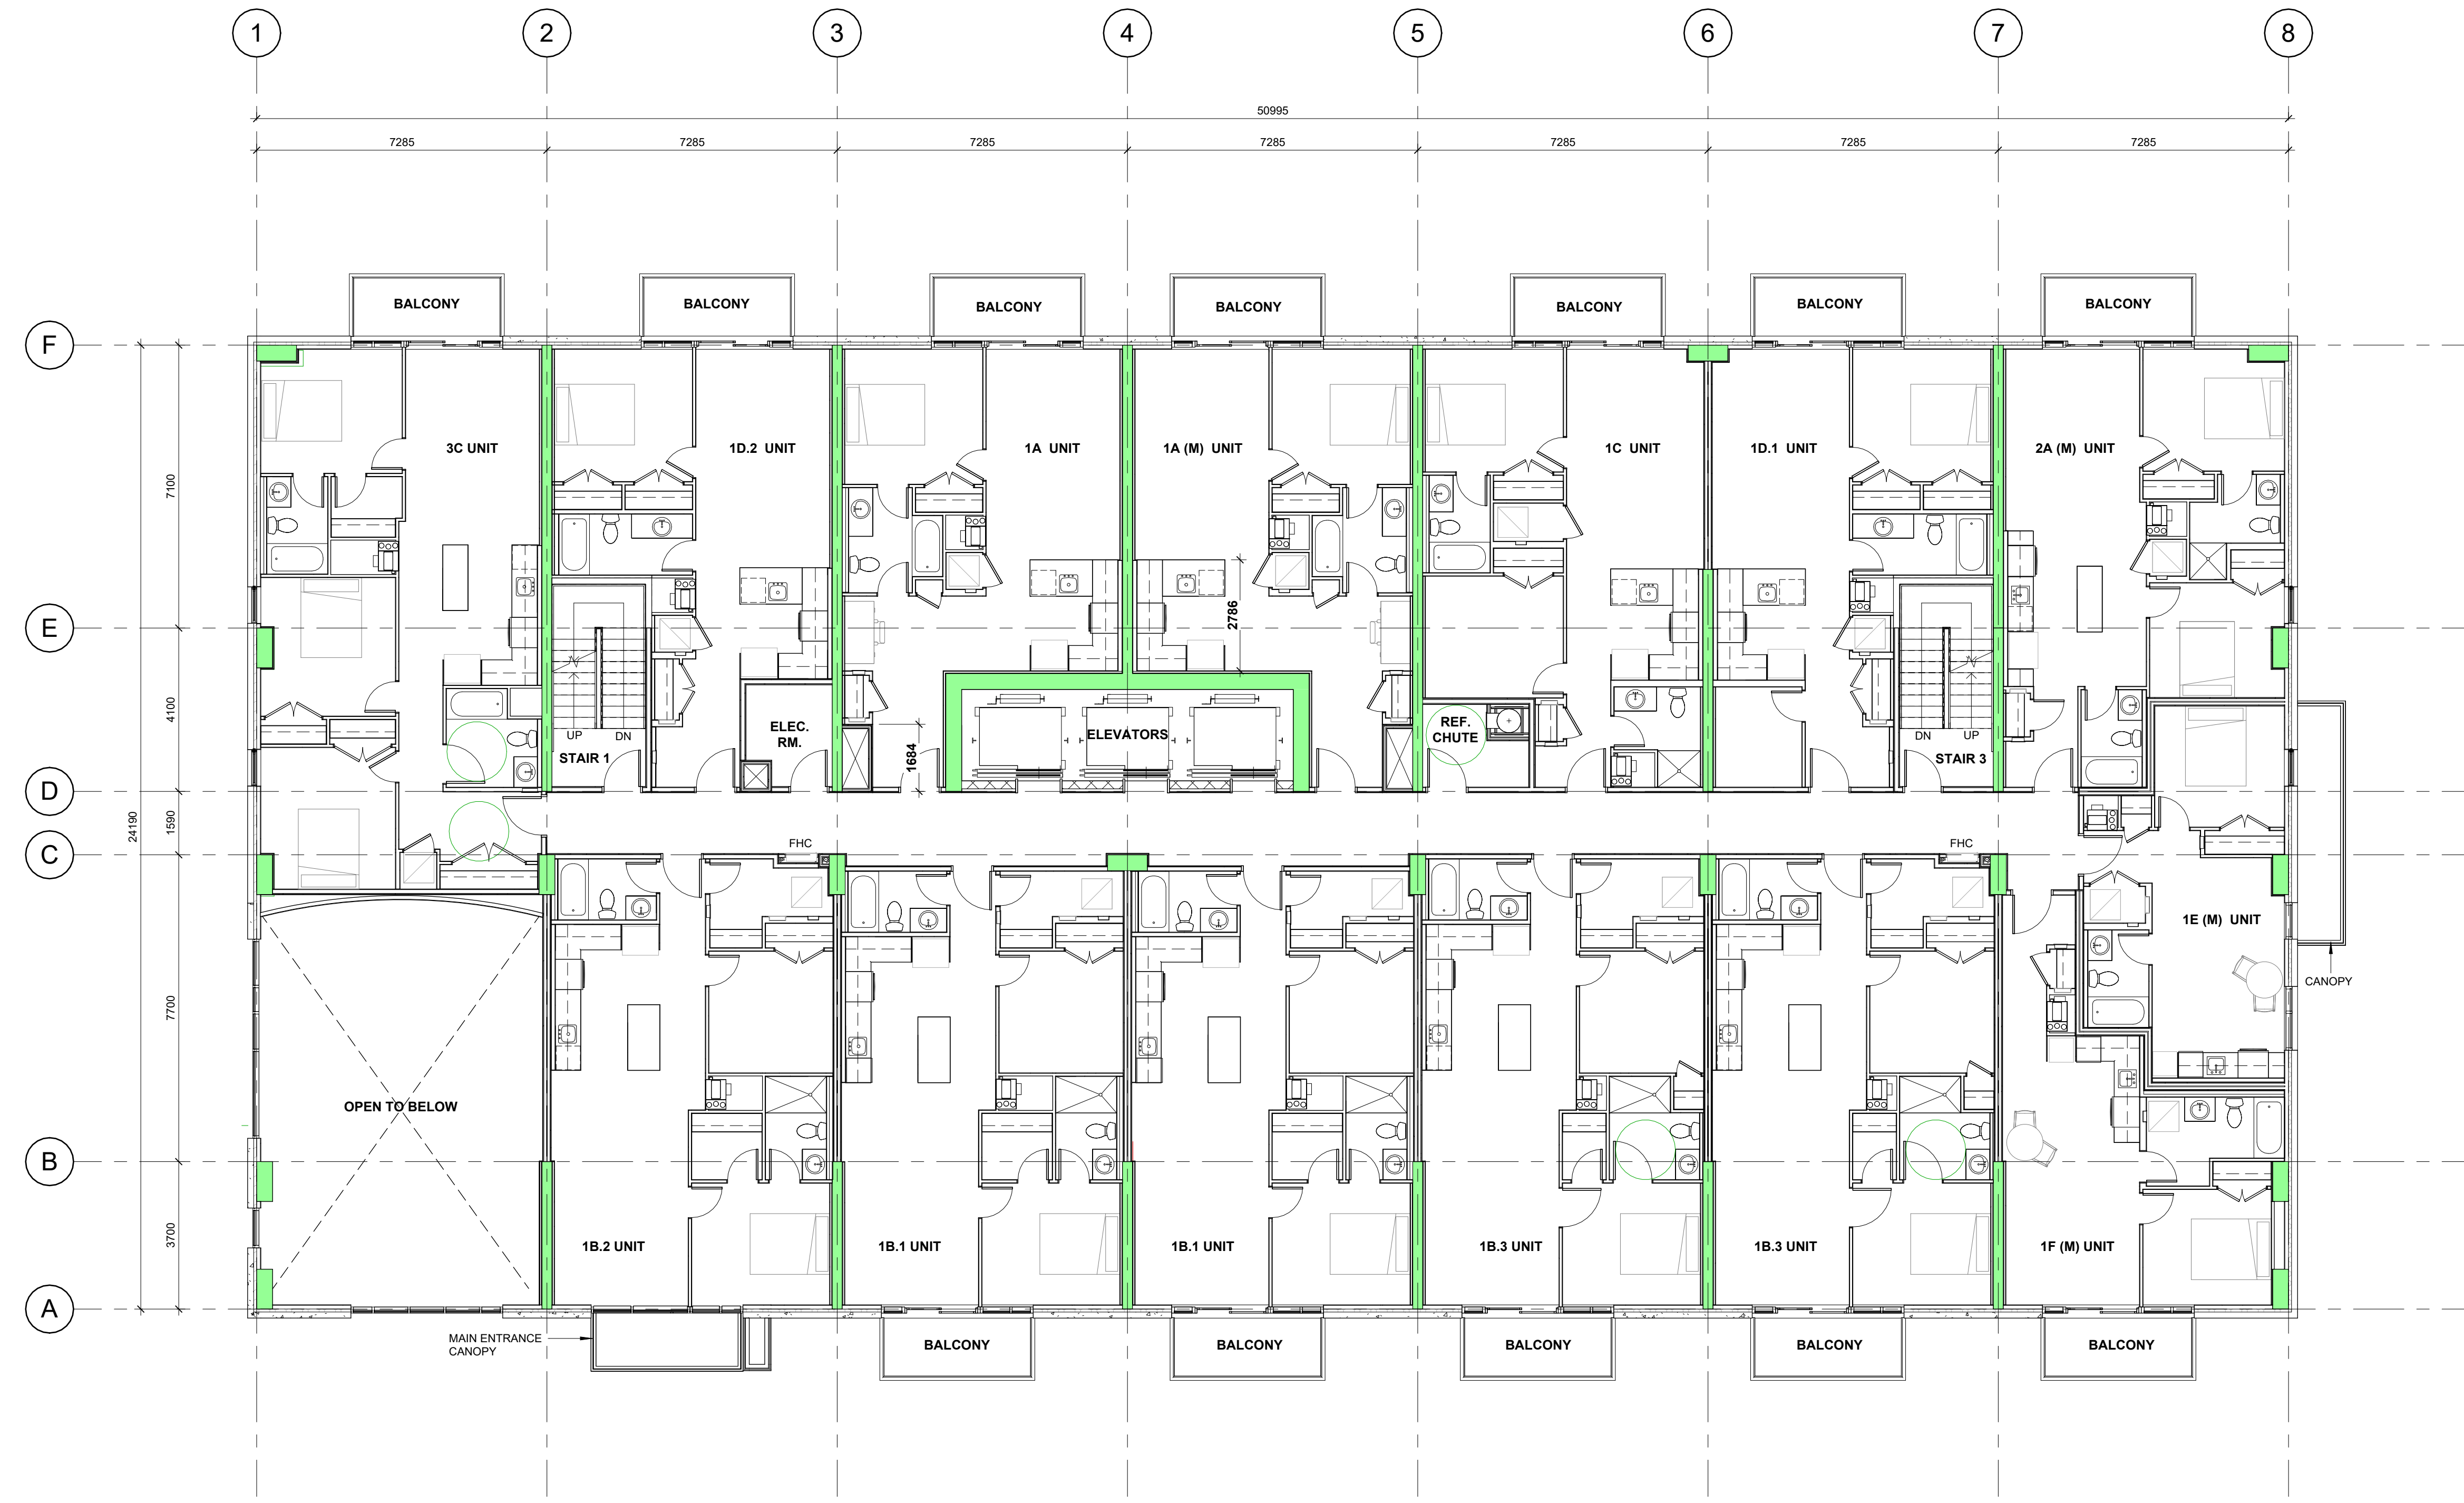 1 2 3 4 5 6 7 8
50995
7285 7285 7285 7285 7285 7285 7285
BALCONY BALCONY BALCONY BALCONY BALCONY BALCONY BALCONY
F
3C UNIT 1D.2 UNIT 1A UNIT 1A (M) UNIT 1C UNIT 1D.1 UNIT 2A (M) UNIT
7100
2786
E
4100
UP DN
STAIR 1
ELEC.
RM.
1684
ELEVATORS
REF.
CHUTE
DN UP
STAIR 3
D
24190
1590
C
FHC FHC
1E (M) UNIT
CANOPY
7700
OPEN TO BELOW
B
3700
1B.2 UNIT 1B.1 UNIT 1B.1 UNIT 1B.3 UNIT 1B.3 UNIT 1F (M) UNIT
A
MAIN ENTRANCE
CANOPY
BALCONY BALCONY BALCONY BALCONY BALCONY